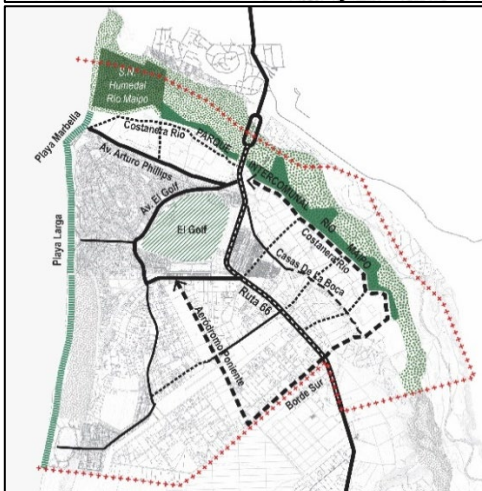 S.N.
Humedal
Río Maipo
Playa Marbella
Costanera Río
PARQUE INTERCOMUNAL RÍO MAIPO
Av. Arturo Phillips
Av. El Golf
El Golf
Playa Larga
Costanera Río
Casas De La Boca
Ruta 66
Aeródromo Poniente
Borde Sur